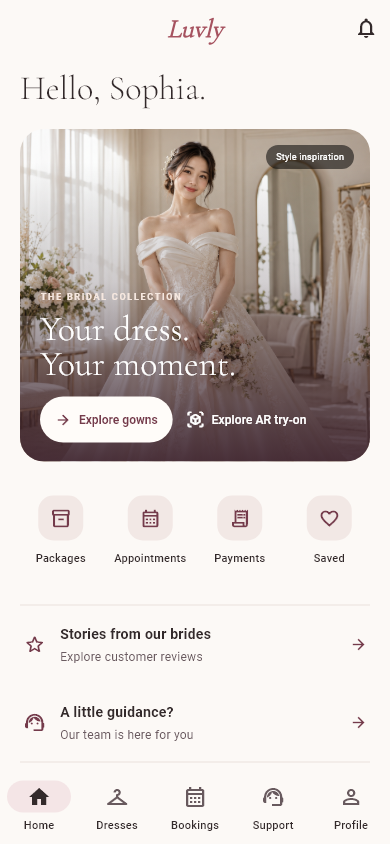 Luvly
Hello, Sophia.
Style inspiration
THE BRIDAL COLLECTION
Your dress.
Your moment.
Explore gowns
Explore AR try-on
Packages
Appointments
Payments
Saved
Stories from our brides
Explore customer reviews
A little guidance?
Our team is here for you
Home
Dresses
Bookings
Support
Profile